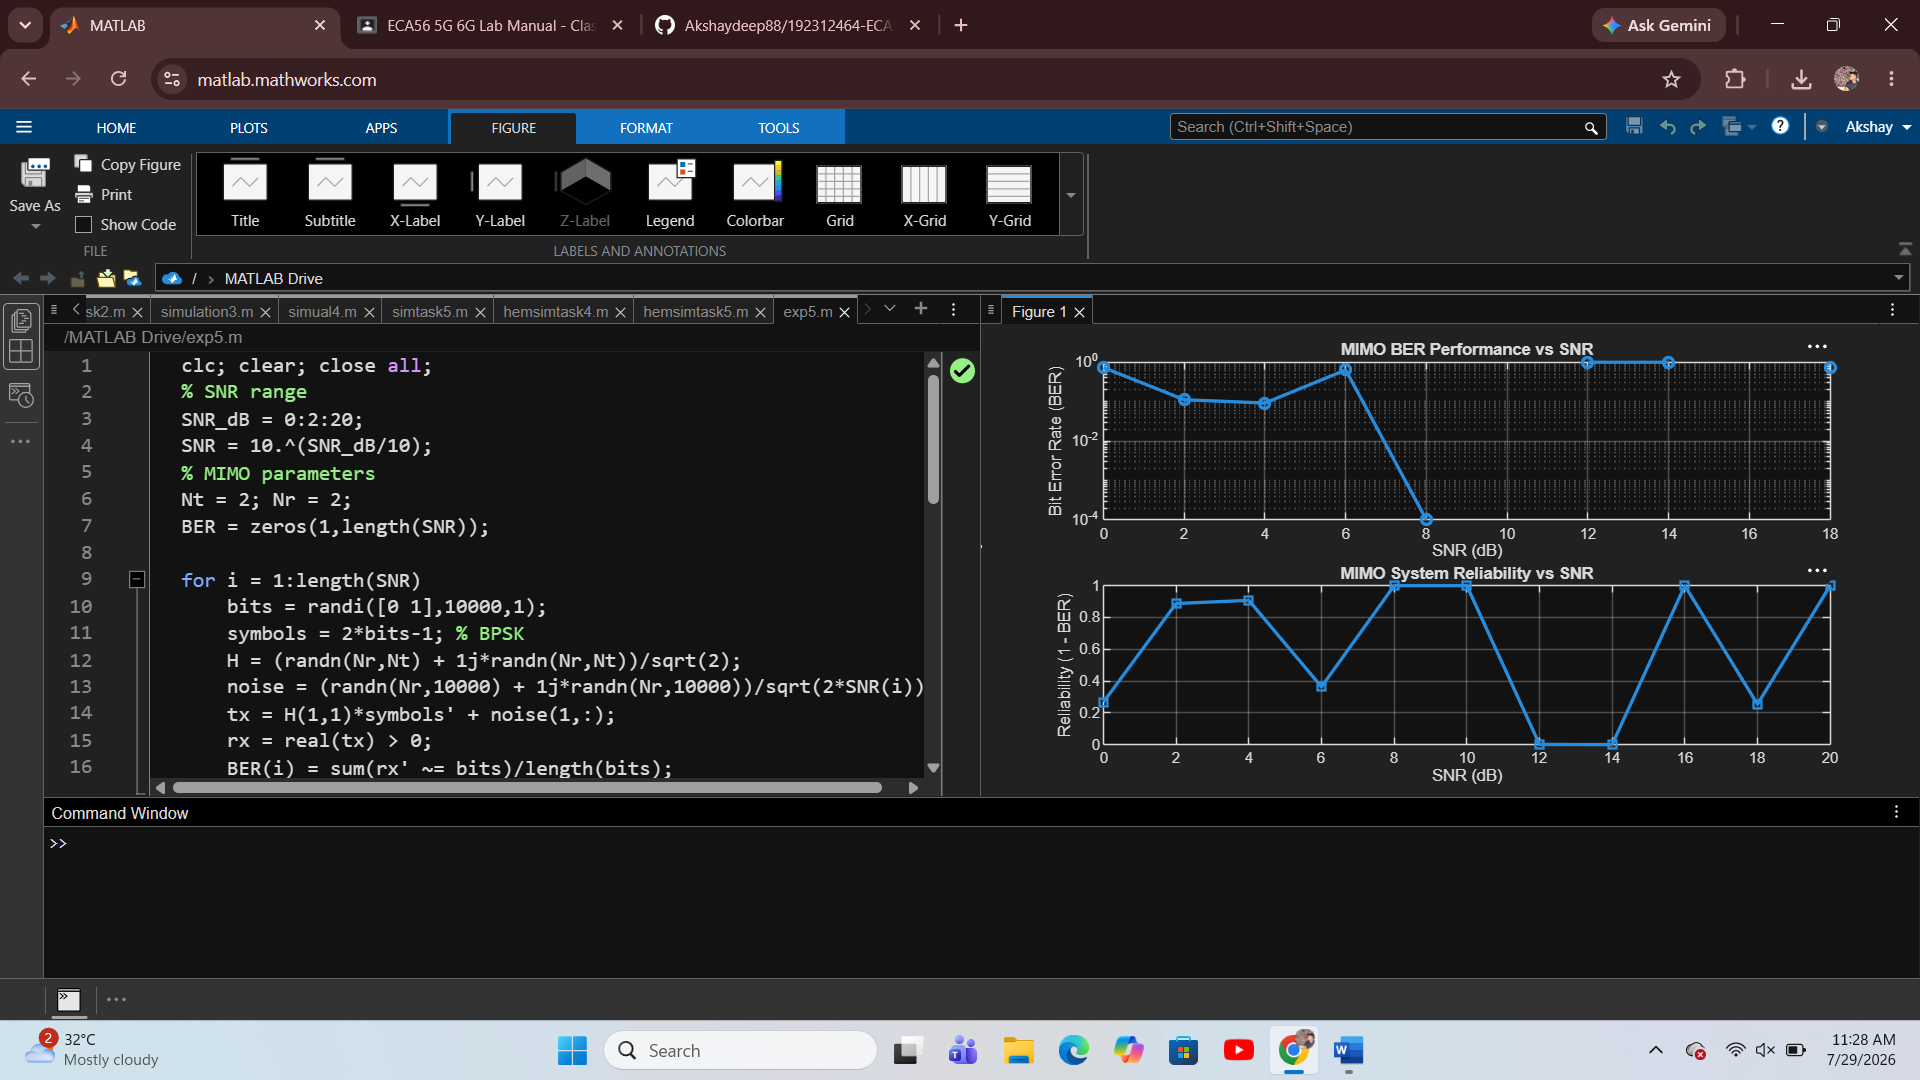 MATLAB
ECA56 5G 6G Lab Manual - Clas
Akshaydeep88/192312464-ECA
Ask Gemini
matlab.mathworks.com
HOME PLOTS APPS FIGURE FORMAT TOOLS
Search (Ctrl+Shift+Space)
Akshay
Save As
Copy Figure
Print
Show Code
FILE
Title Subtitle X-Label Y-Label Z-Label Legend Colorbar Grid X-Grid Y-Grid
LABELS AND ANNOTATIONS
/ › MATLAB Drive
sk2.m simulation3.m simual4.m simtask5.m hemsimtask4.m hemsimtask5.m exp5.m
/MATLAB Drive/exp5.m
1 clc; clear; close all;
2 % SNR range
3 SNR_dB = 0:2:20;
4 SNR = 10.^(SNR_dB/10);
5 % MIMO parameters
6 Nt = 2; Nr = 2;
7 BER = zeros(1,length(SNR));
8
9 for i = 1:length(SNR)
10 bits = randi([0 1],10000,1);
11 symbols = 2*bits-1; % BPSK
12 H = (randn(Nr,Nt) + 1j*randn(Nr,Nt))/sqrt(2);
13 noise = (randn(Nr,10000) + 1j*randn(Nr,10000))/sqrt(2*SNR(i))
14 tx = H(1,1)*symbols' + noise(1,:);
15 rx = real(tx) > 0;
16 BER(i) = sum(rx' ~= bits)/length(bits);
Figure 1
MIMO BER Performance vs SNR
Bit Error Rate (BER)
10^0
10^-2
10^-4
0 2 4 6 8 10 12 14 16 18
SNR (dB)
MIMO System Reliability vs SNR
Reliability (1 - BER)
1
0.8
0.6
0.4
0.2
0
0 2 4 6 8 10 12 14 16 18 20
SNR (dB)
Command Window
>>
2
32°C
Mostly cloudy
Search
11:28 AM
7/29/2026